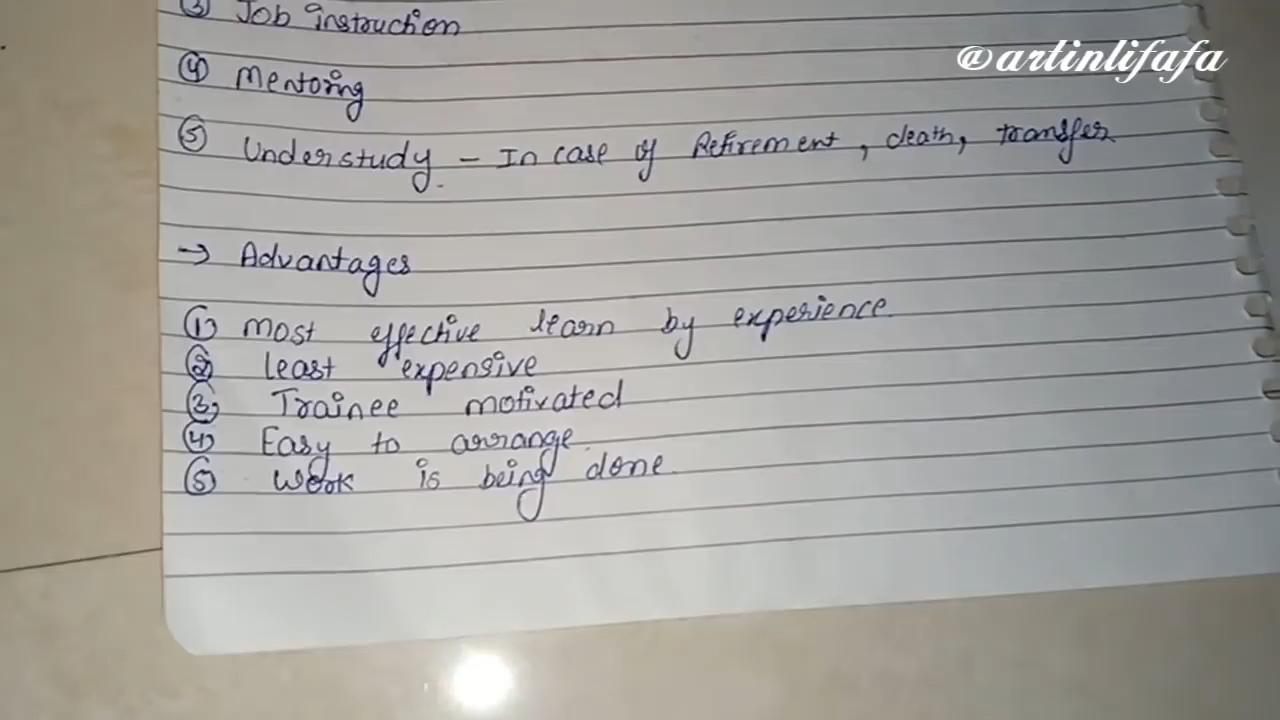 ③ Job instruction
@artinlifafa
④ Mentoring
⑤ Understudy - In case of Retirement, death, transfer
→ Advantages
① most effective learn by experience
② least expensive
③ Trainee motivated
④ Easy to arrange.
⑤ Work is being done